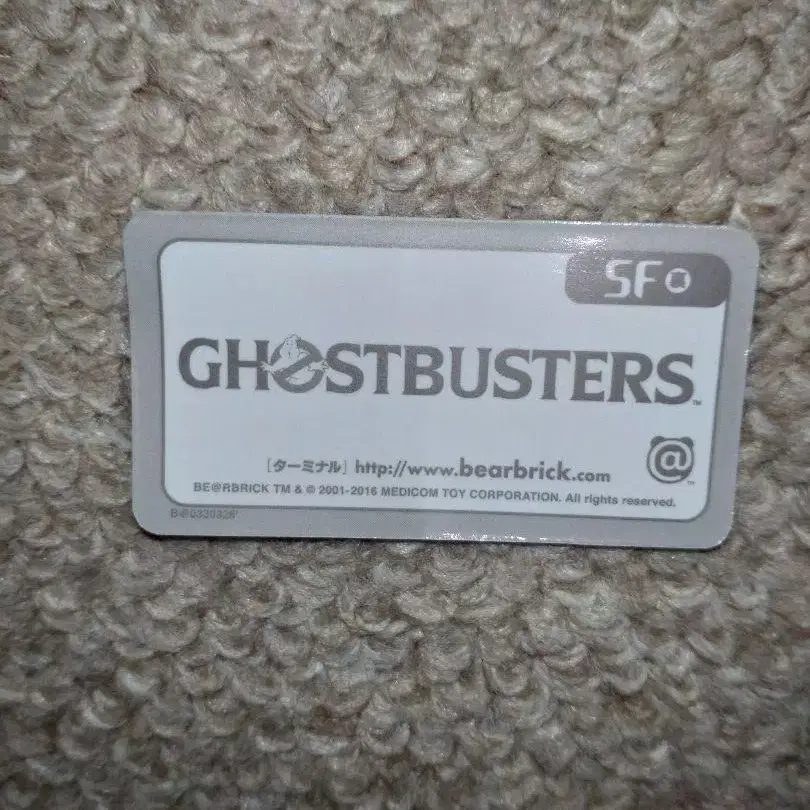 SF
GHOSTBUSTERS™
[ターミナル] http://www.bearbrick.com
@™
BE@RBRICK TM & © 2001-2016 MEDICOM TOY CORPORATION. All rights reserved.